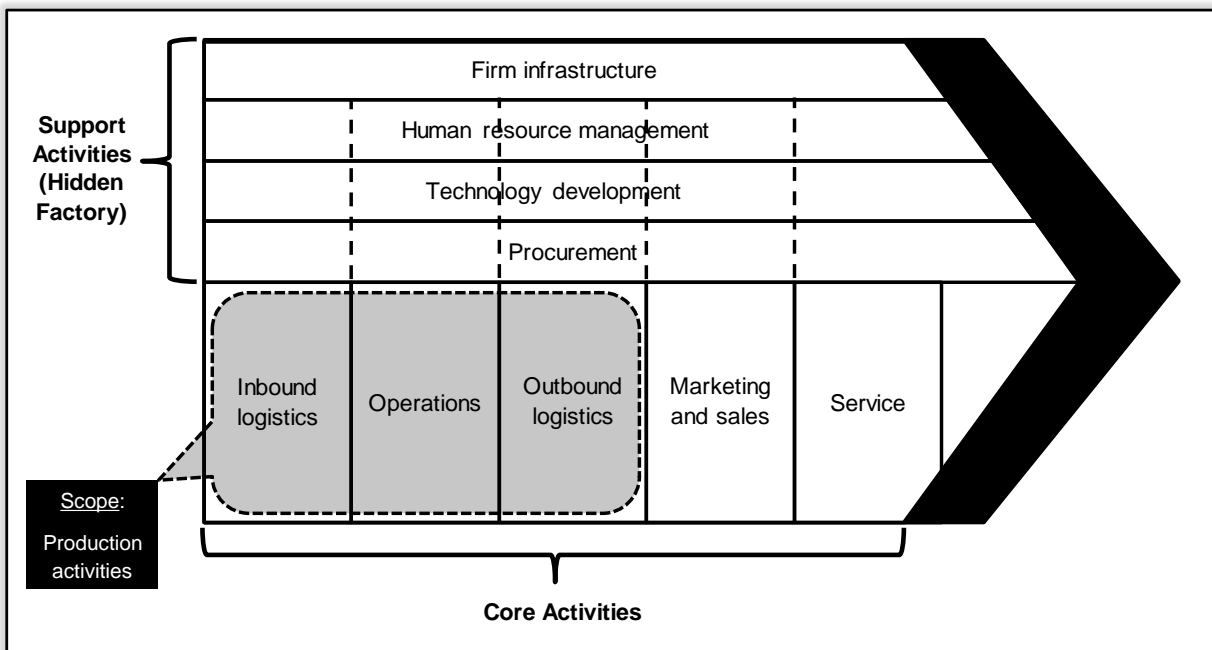 Firm infrastructure
Human resource management
Technology development
Procurement
Support
Activities
(Hidden
Factory)
Inbound
logistics
Operations
Outbound
logistics
Marketing
and sales
Service
Scope:
Production
activities
Core Activities